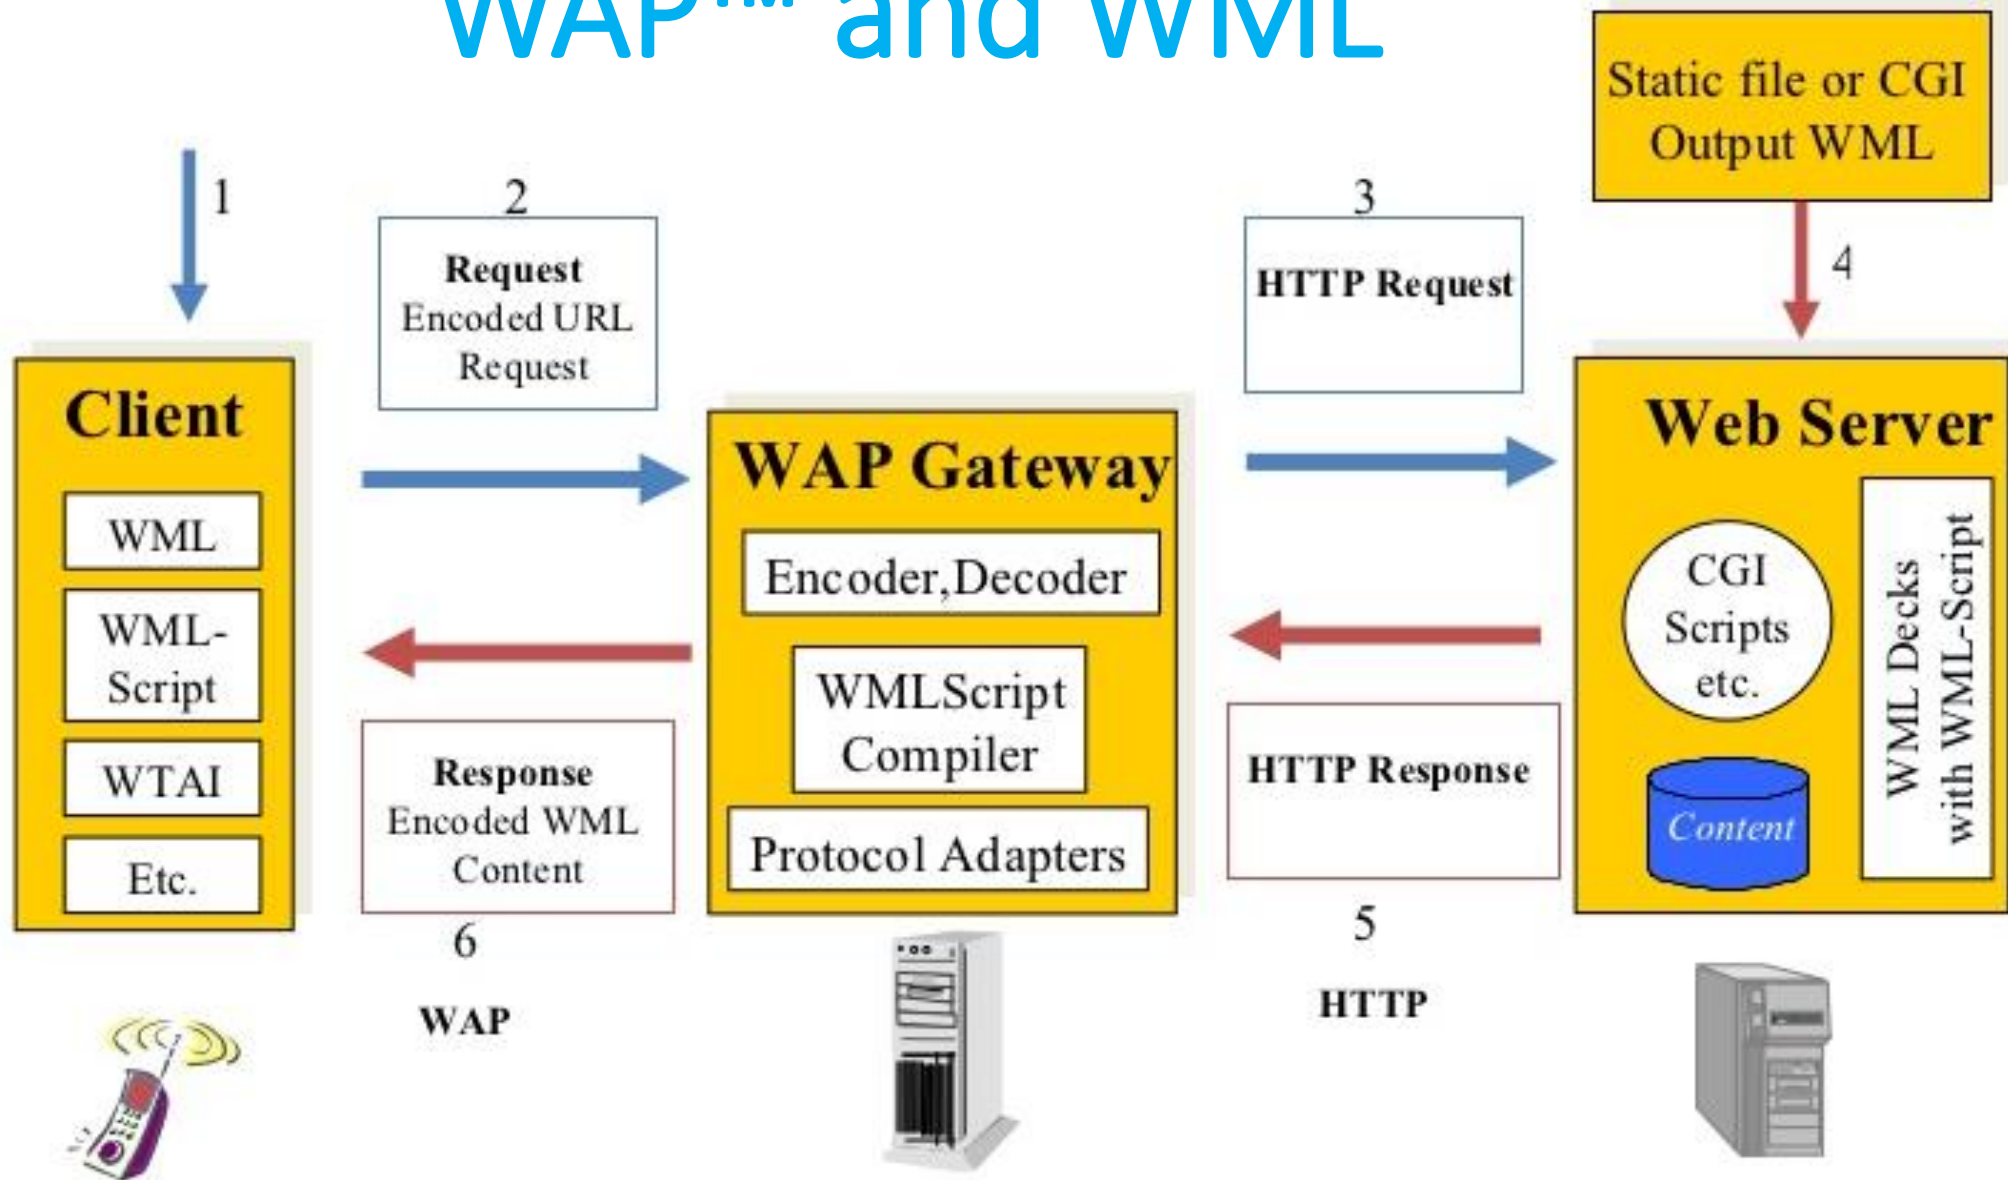 WAP™ and WML
Static file or CGI
Output WML
1
2
3
4
Request
Encoded URL
Request
HTTP Request
Client
WML
WML-
Script
WTAI
Etc.
WAP Gateway
Encoder,Decoder
WMLScript
Compiler
Protocol Adapters
Web Server
CGI
Scripts
etc.
Content
WML Decks
with WML-Script
Response
Encoded WML
Content
HTTP Response
6
5
WAP
HTTP